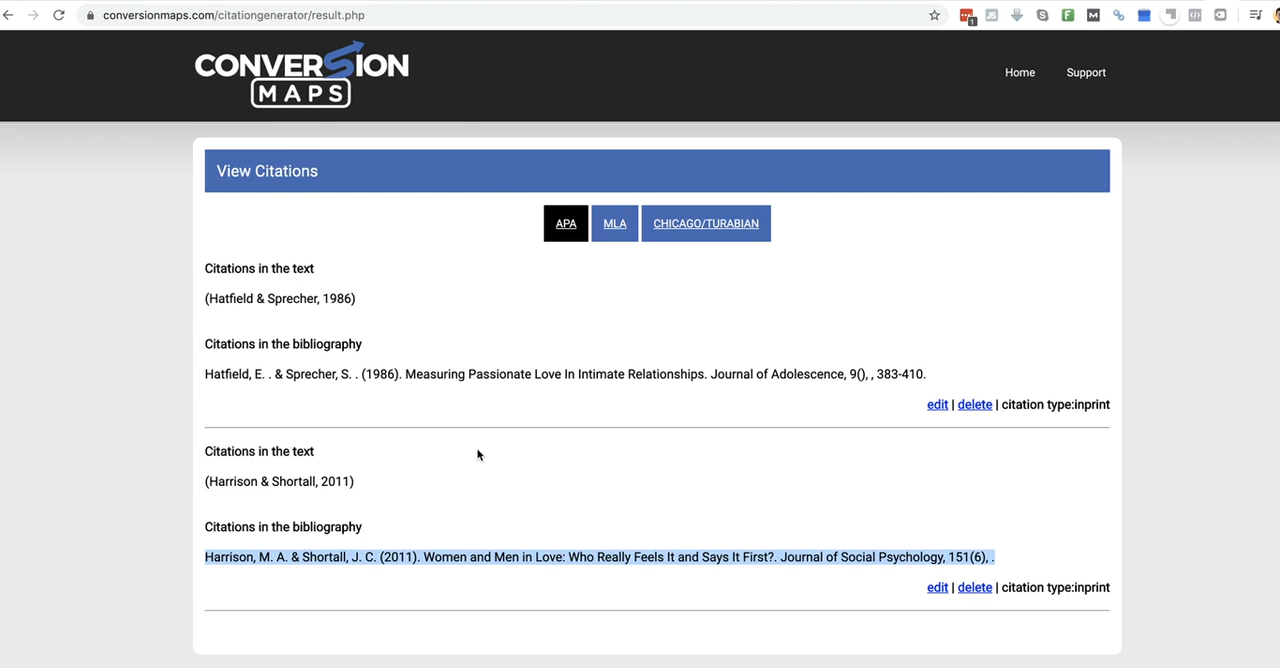 conversionmaps.com/citationgenerator/result.php
1
CONVERSION
MAPS
Home
Support
View Citations
APA
MLA
CHICAGO/TURABIAN
Citations in the text
(Hatfield & Sprecher, 1986)
Citations in the bibliography
Hatfield, E. . & Sprecher, S. . (1986). Measuring Passionate Love In Intimate Relationships. Journal of Adolescence, 9(), , 383-410.
edit | delete | citation type:inprint
Citations in the text
(Harrison & Shortall, 2011)
Citations in the bibliography
Harrison, M. A. & Shortall, J. C. (2011). Women and Men in Love: Who Really Feels It and Says It First?. Journal of Social Psychology, 151(6), .
edit | delete | citation type:inprint